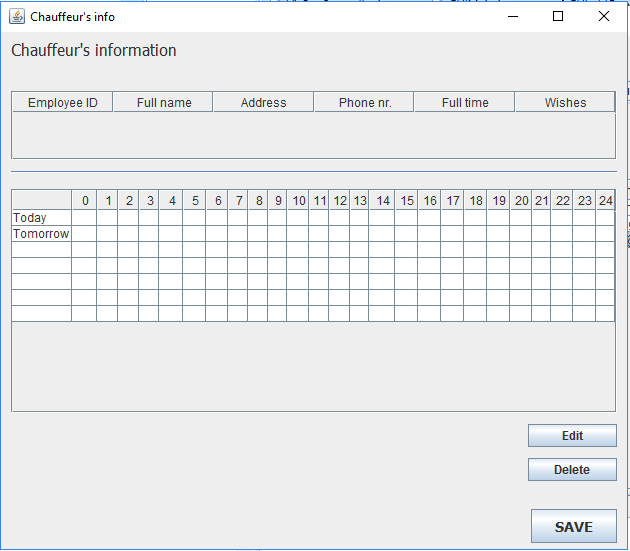 Chauffeur's info
Chauffeur's information
Employee ID Full name Address Phone nr. Full time Wishes
0 1 2 3 4 5 6 7 8 9 10 11 12 13 14 15 16 17 18 19 20 21 22 23 24
Today
Tomorrow
Edit
Delete
SAVE